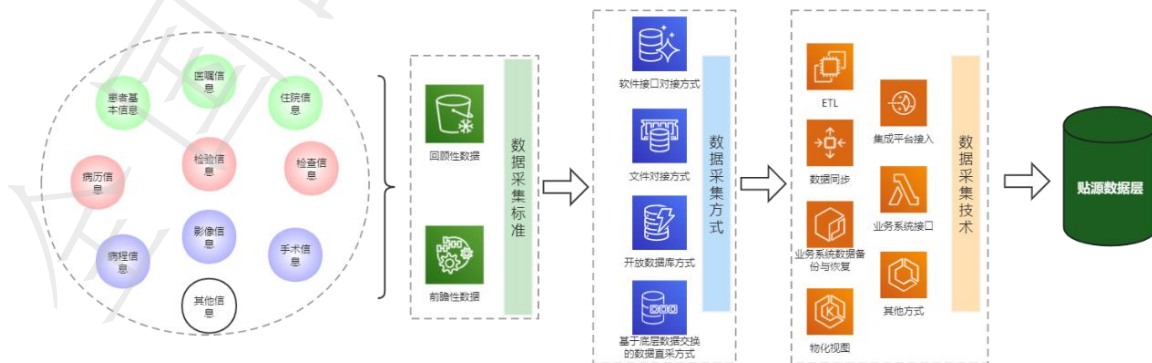 医嘱信
息
患者基
本信息
住院信
息
检验信
息
病历信
息
检查信
息
影像信
息
病程信
息
手术信
息
其他信
息
回顾性数据
前瞻性数据
数据采集标准
软件接口对接方式
文件对接方式
开放数据库方式
基于底层数据交换
的数据直采方式
数据采集方式
ETL
集成平台接入
数据同步
业务系统接口
业务系统数据备
份与恢复
其他方式
物化视图
数据采集技术
贴源数据层